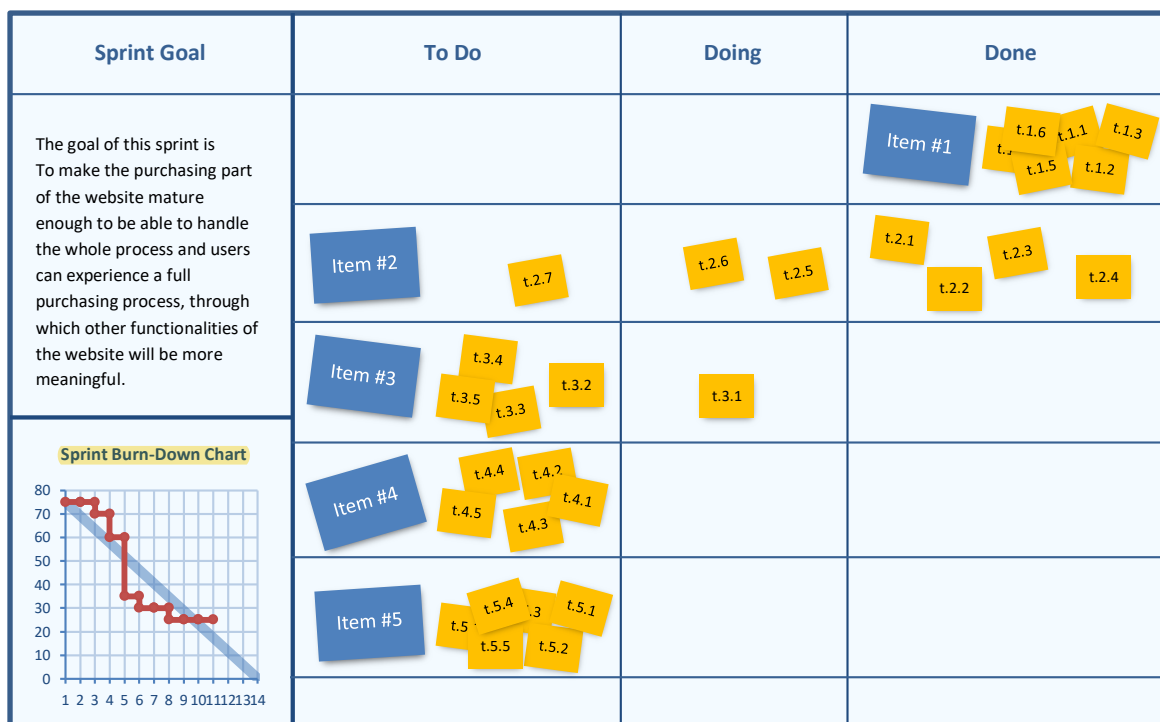 Sprint Goal
To Do
Doing
Done
The goal of this sprint is
To make the purchasing part
of the website mature
enough to be able to handle
the whole process and users
can experience a full
purchasing process, through
which other functionalities of
the website will be more
meaningful.
Item #1
t.1.6
t.1.1
t.1.3
t.1.5
t.1.2
Item #2
t.2.7
t.2.6
t.2.5
t.2.1
t.2.3
t.2.2
t.2.4
Item #3
t.3.4
t.3.2
t.3.5
t.3.3
t.3.1
Item #4
t.4.4
t.4.2
t.4.1
t.4.5
t.4.3
Item #5
t.5.4
t.5.1
t.5.5
t.5.2
Sprint Burn-Down Chart
80
70
60
50
40
30
20
10
0
1 2 3 4 5 6 7 8 9 10 11 12 13 14